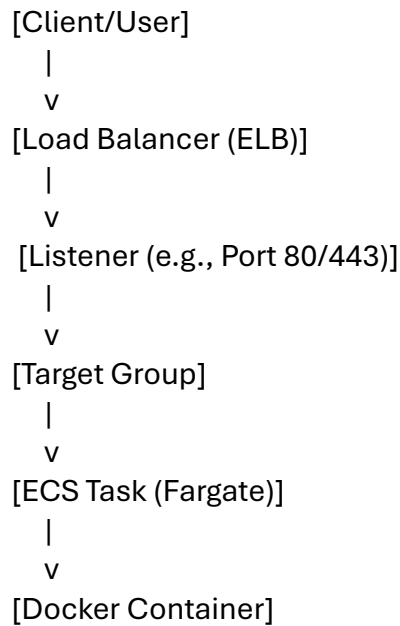 [Client/User]
|
v
[Load Balancer (ELB)]
|
v
[Listener (e.g., Port 80/443)]
|
v
[Target Group]
|
v
[ECS Task (Fargate)]
|
v
[Docker Container]